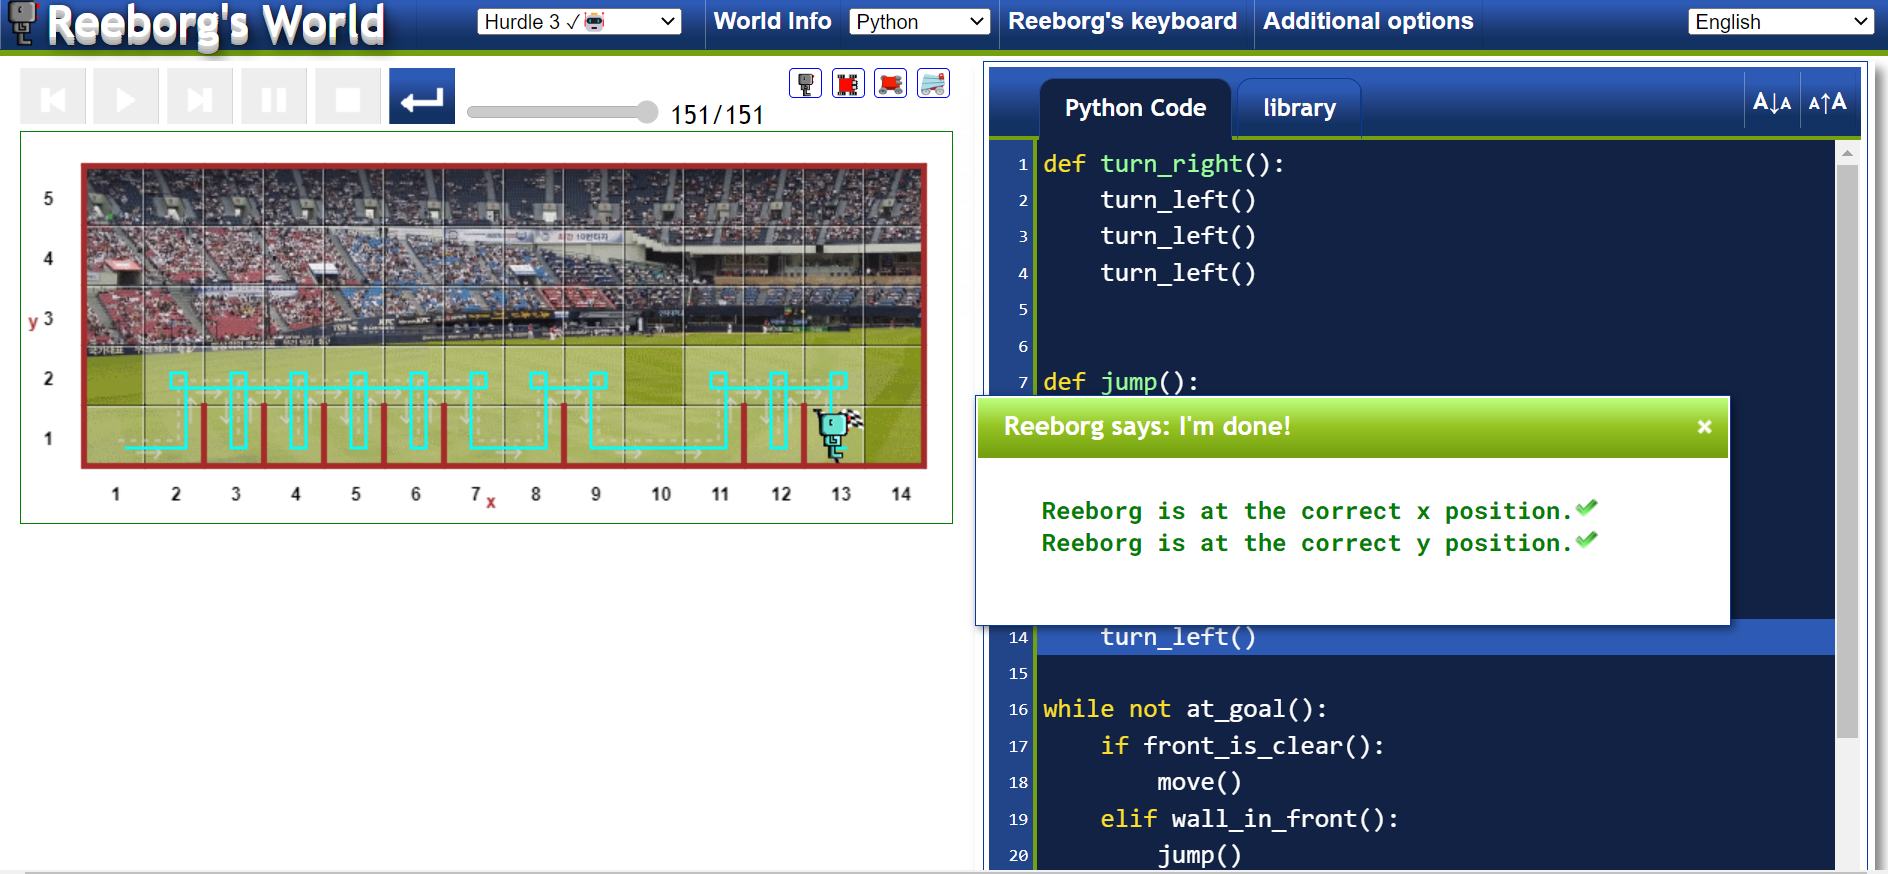 Reeborg's World
Hurdle 3 ✓🤖
World Info
Python
Reeborg's keyboard
Additional options
English
151/151
5
4
y 3
2
1
1 2 3 4 5 6 7 x 8 9 10 11 12 13 14
Python Code
library
A↓A
A↑A
1 def turn_right():
2     turn_left()
3     turn_left()
4     turn_left()
5
6
7 def jump():
Reeborg says: I'm done! ×
Reeborg is at the correct x position.✔
Reeborg is at the correct y position.✔
14     turn_left()
15
16 while not at_goal():
17     if front_is_clear():
18         move()
19     elif wall_in_front():
20         jump()